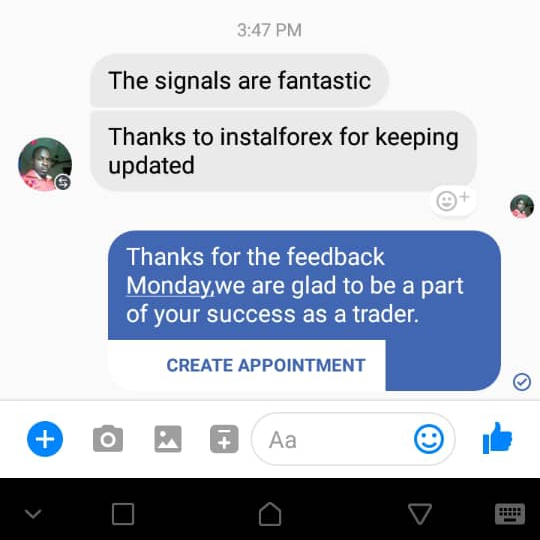 3:47 PM
The signals are fantastic
Thanks to instalforex for keeping
updated
Thanks for the feedback
Monday,we are glad to be a part
of your success as a trader.
CREATE APPOINTMENT
Aa